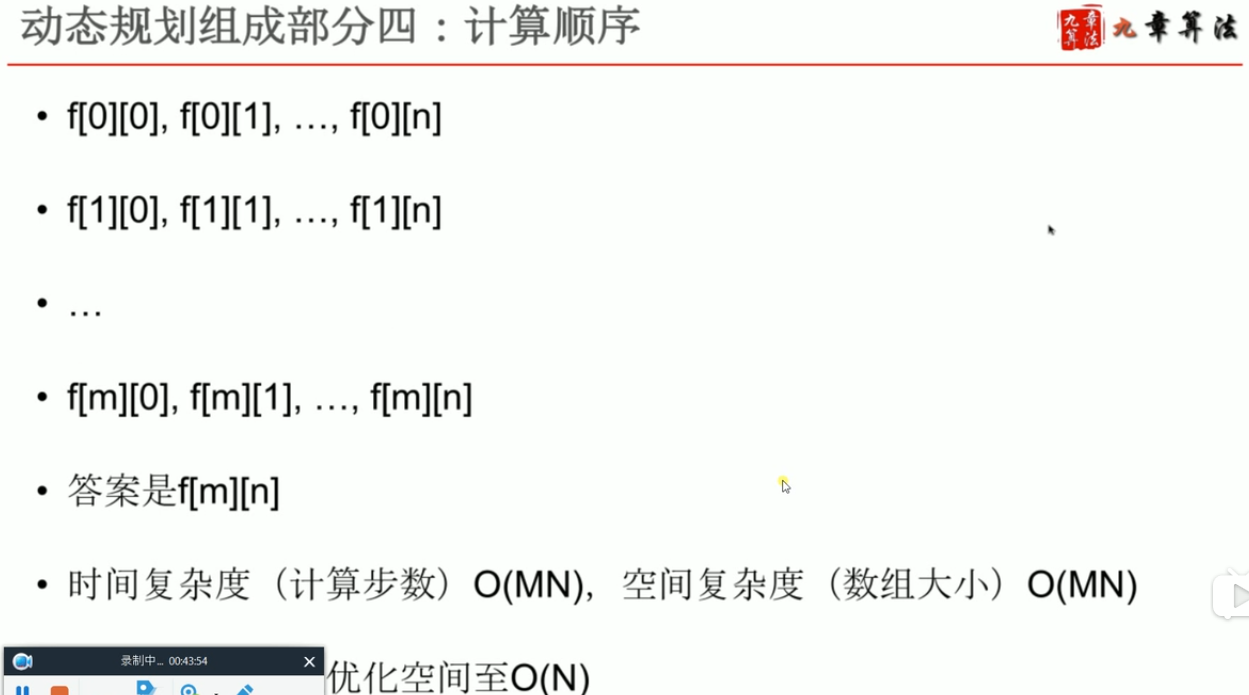 动态规划组成部分四：计算顺序
九章算法 九章算法
• f[0][0], f[0][1], …, f[0][n]
• f[1][0], f[1][1], …, f[1][n]
• …
• f[m][0], f[m][1], …, f[m][n]
• 答案是f[m][n]
• 时间复杂度（计算步数）O(MN)，空间复杂度（数组大小）O(MN)
录制中... 00:43:54
优化空间至O(N)